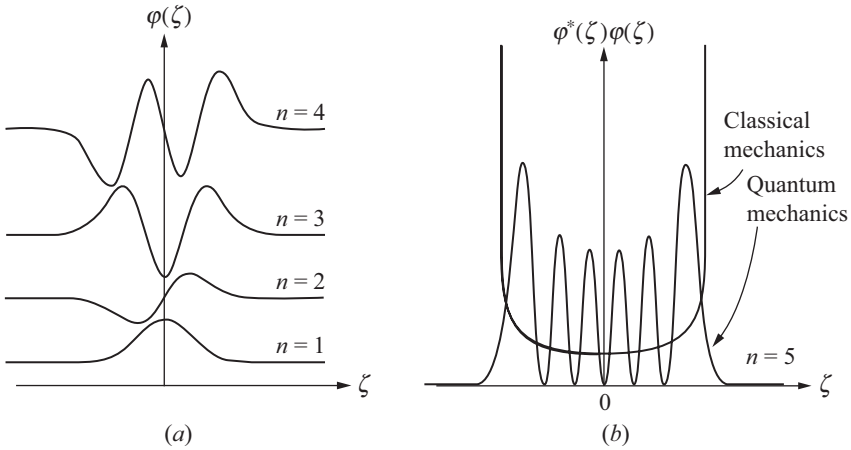 φ(ζ)
n = 4
n = 3
n = 2
n = 1
ζ
(a)
φ*(ζ)φ(ζ)
Classical
mechanics
Quantum
mechanics
n = 5
0
ζ
(b)